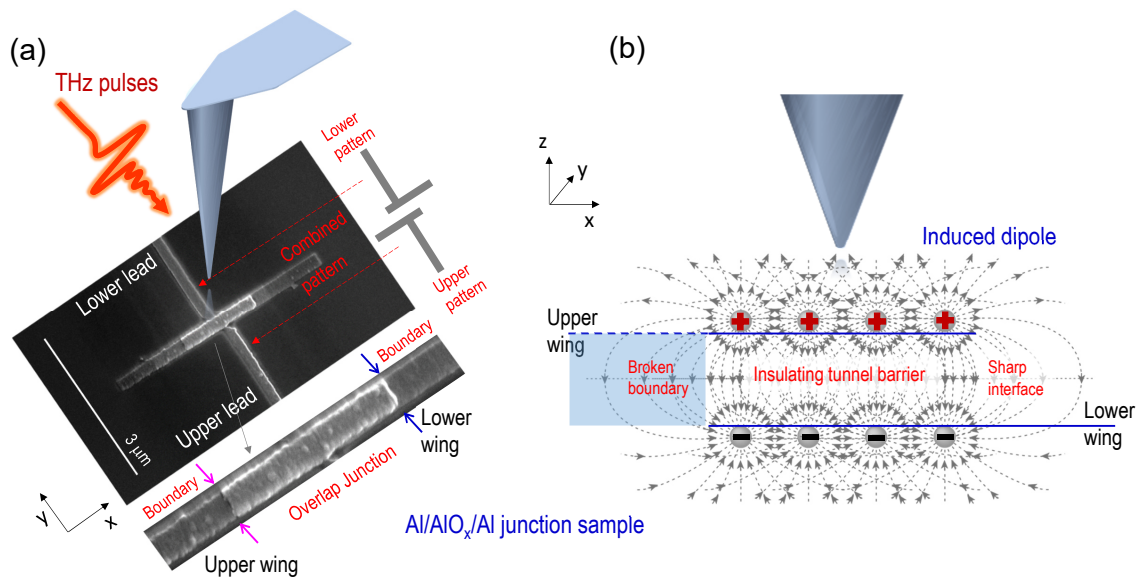 (a)
THz pulses
Lower
pattern
Combined
pattern
Upper
pattern
Lower lead
Upper lead
3 μm
Boundary
Lower
wing
Boundary
Overlap Junction
Upper wing
y
x
Al/AlOx/Al junction sample
(b)
z
y
x
Induced dipole
Upper
wing
+ + + +
Broken
boundary
Insulating tunnel barrier
Sharp
interface
Lower
wing
− − − −